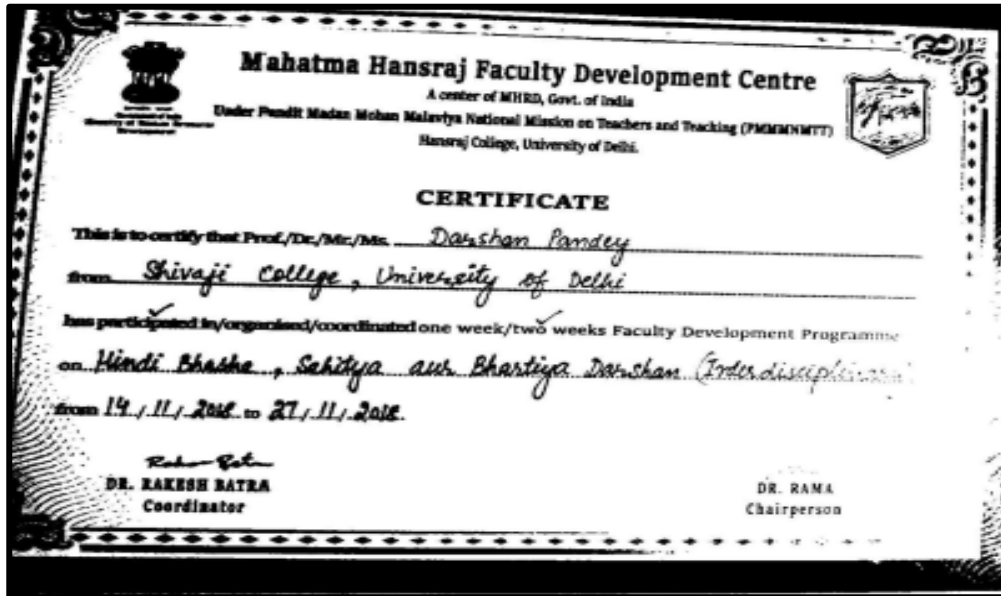 Mahatma Hansraj Faculty Development Centre
A center of MHRD, Govt. of India
Under Pandit Madan Mohan Malaviya National Mission on Teachers and Teaching (PMMMNMTT)
Hansraj College, University of Delhi.
CERTIFICATE
This is to certify that Prof./Dr./Mr./Ms. Darshan Pandey
from Shivaji College, University of Delhi
has participated in/organised/coordinated one week/two weeks Faculty Development Programme
on Hindi Bhasha, Sahitya aur Bhartiya Darshan
from 14/11/2018 to 27/11/2018
DR. RAKESH BATRA
Coordinator
DR. RAMA
Chairperson